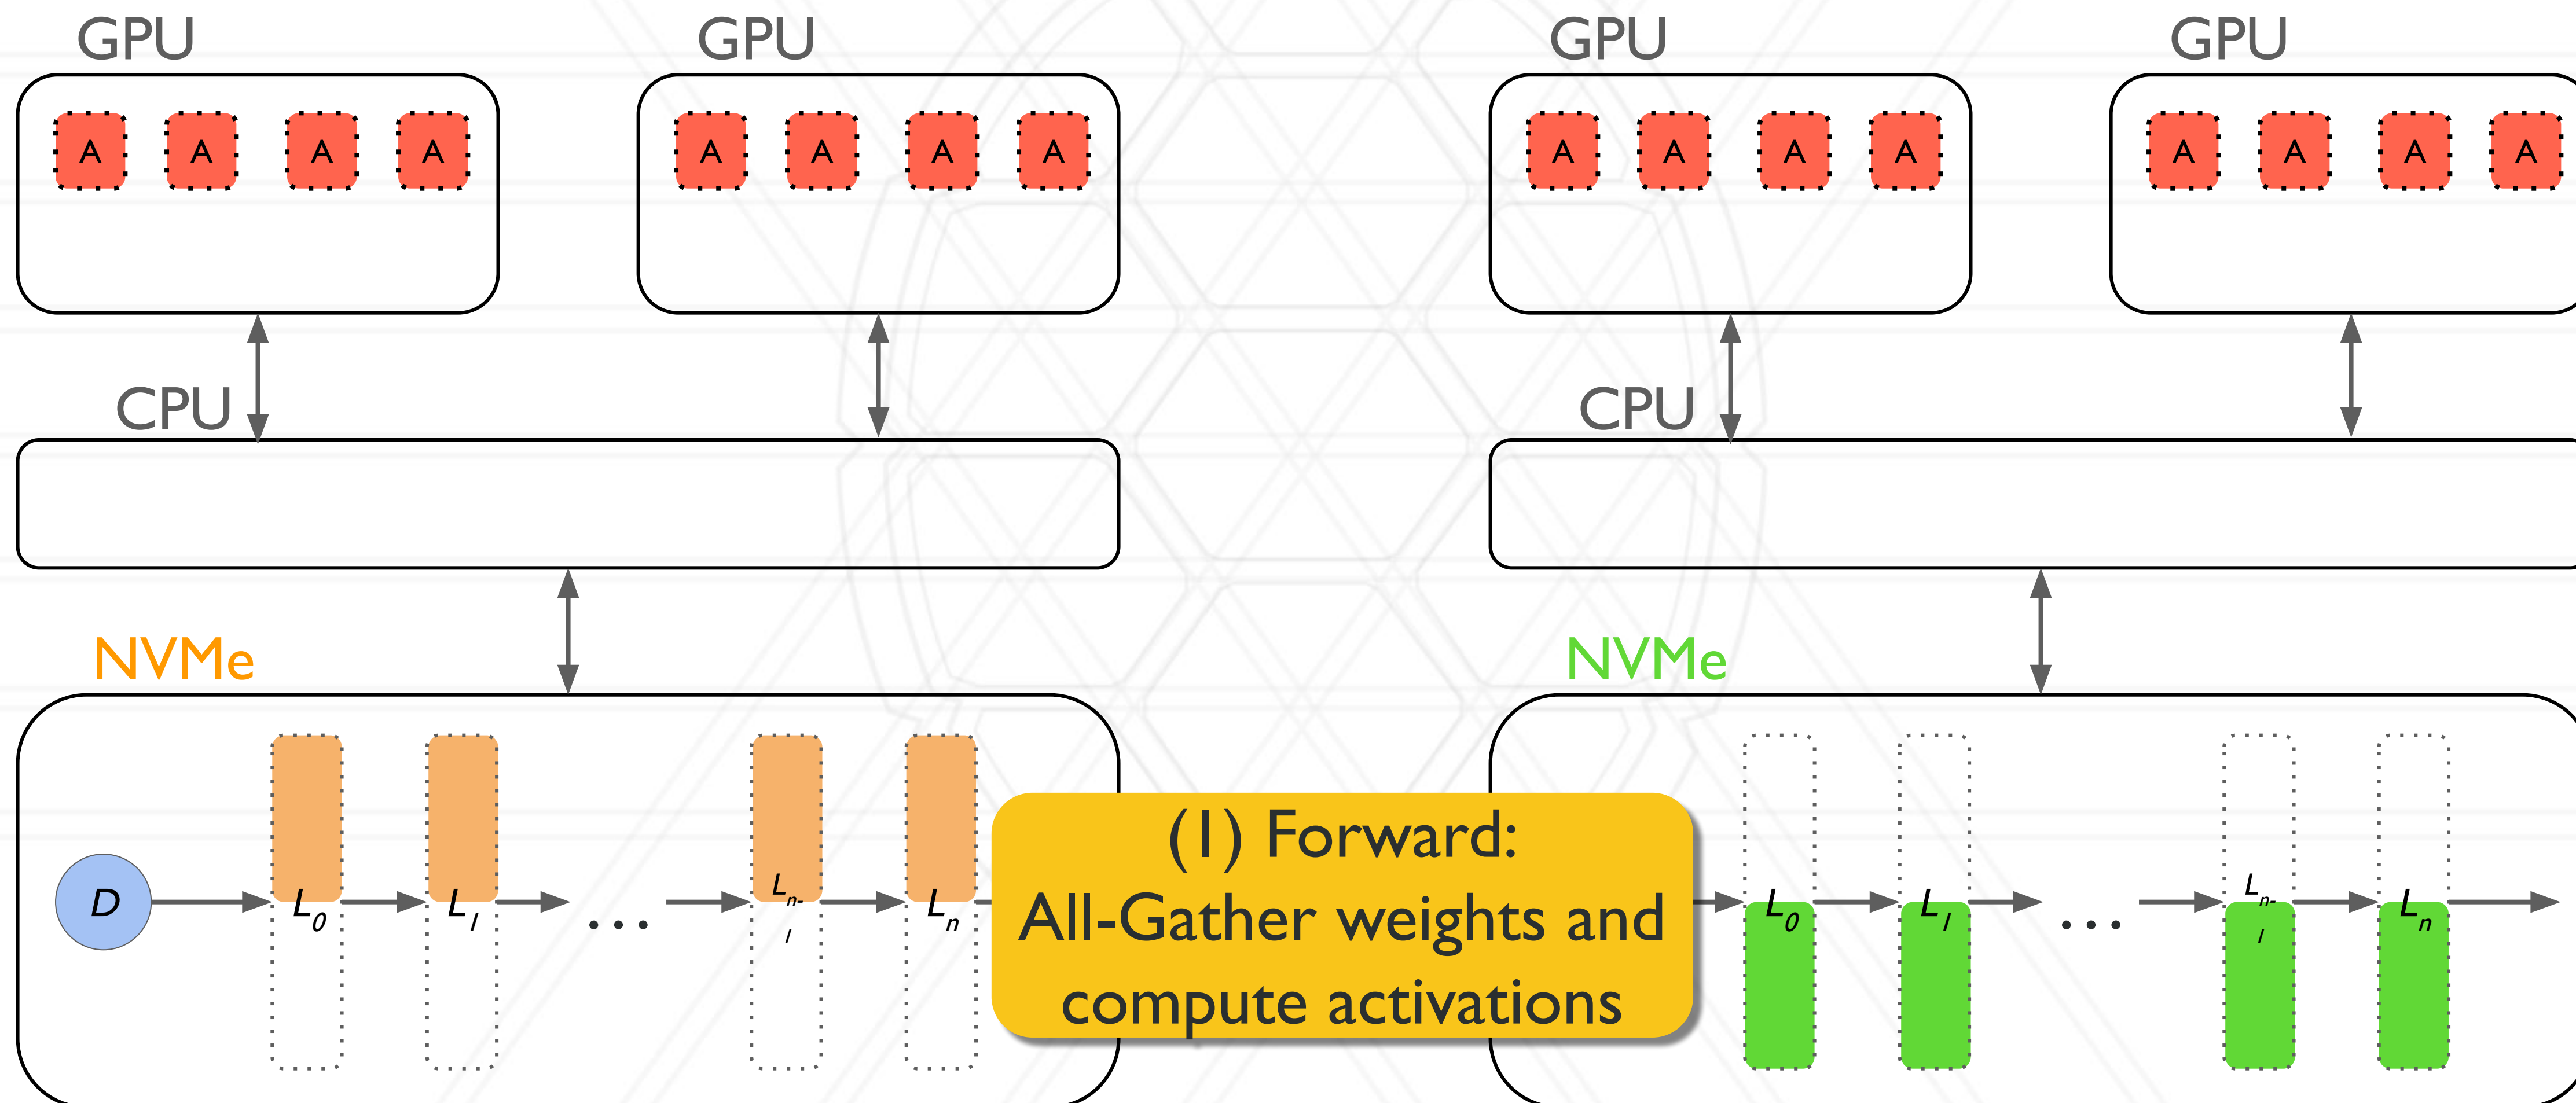 GPU GPU GPU GPU
A A A A A A A A A A A A A A A A
CPU CPU
NVMe NVMe
(1) Forward:
All-Gather weights and
compute activations
D L0 L1 ... Ln-1 Ln L0 L1 ... Ln-1 Ln